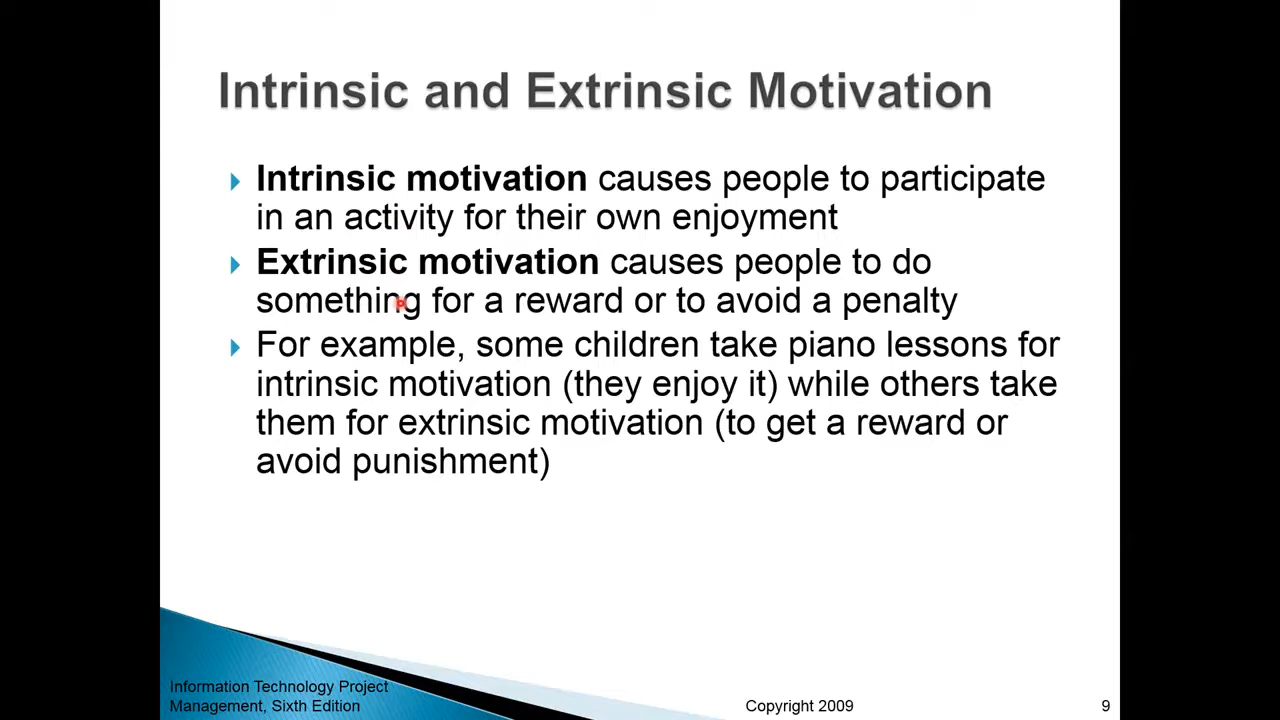 Intrinsic and Extrinsic Motivation
Intrinsic motivation causes people to participate
in an activity for their own enjoyment
Extrinsic motivation causes people to do
something for a reward or to avoid a penalty
For example, some children take piano lessons for
intrinsic motivation (they enjoy it) while others take
them for extrinsic motivation (to get a reward or
avoid punishment)
Information Technology Project
Management, Sixth Edition
Copyright 2009
9